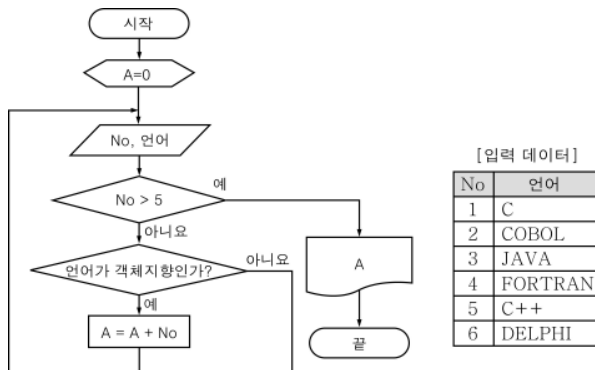 시작
A=0
No, 언어
No > 5
예
아니요
언어가 객체지향인가?
아니요
예
A = A + No
A
끝
[입력 데이터]
No 언어
1 C
2 COBOL
3 JAVA
4 FORTRAN
5 C++
6 DELPHI